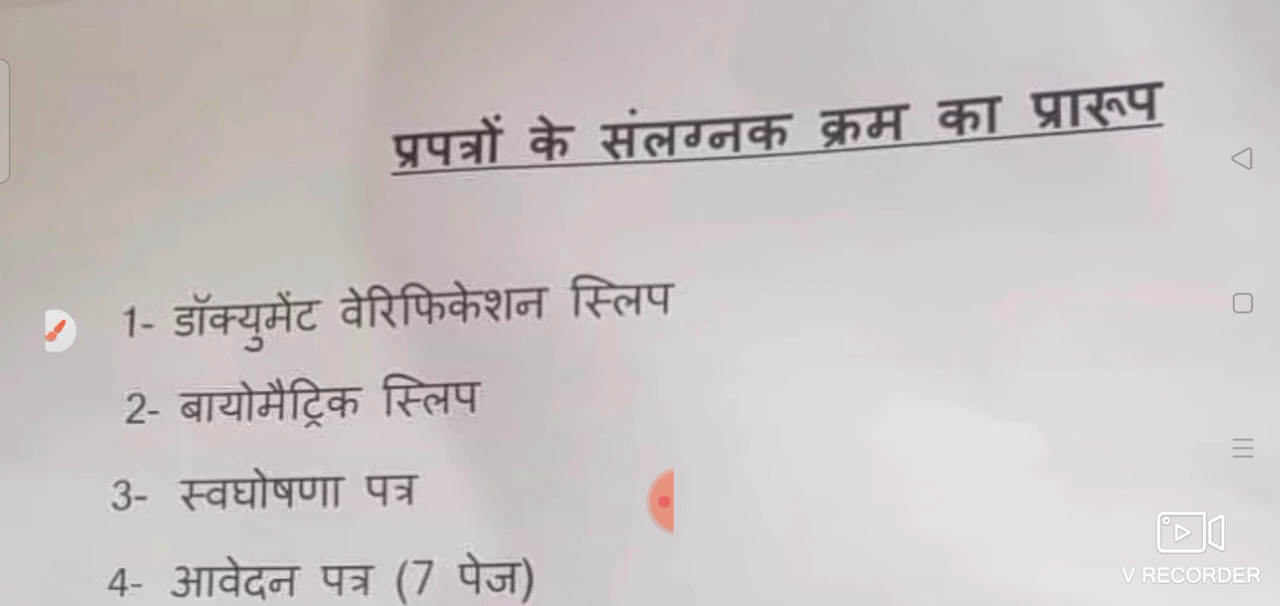 प्रपत्रों के संलग्नक क्रम का प्रारूप
1- डॉक्युमेंट वेरिफिकेशन स्लिप
2- बायोमैट्रिक स्लिप
3- स्वघोषणा पत्र
4- आवेदन पत्र (7 पेज)
V RECORDER